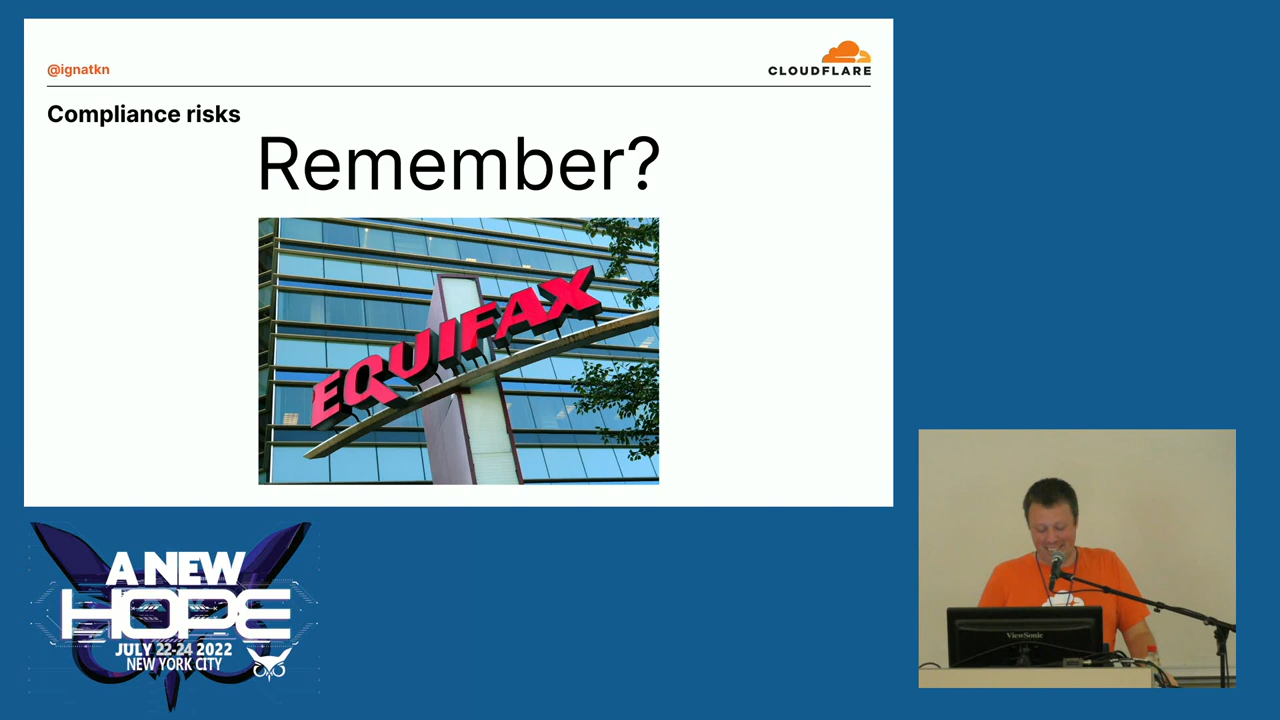 @ignatkn
CLOUDFLARE
Compliance risks
Remember?
EQUIFAX
A NEW
HOPE
JULY 22-24 2022
NEW YORK CITY
ViewSonic